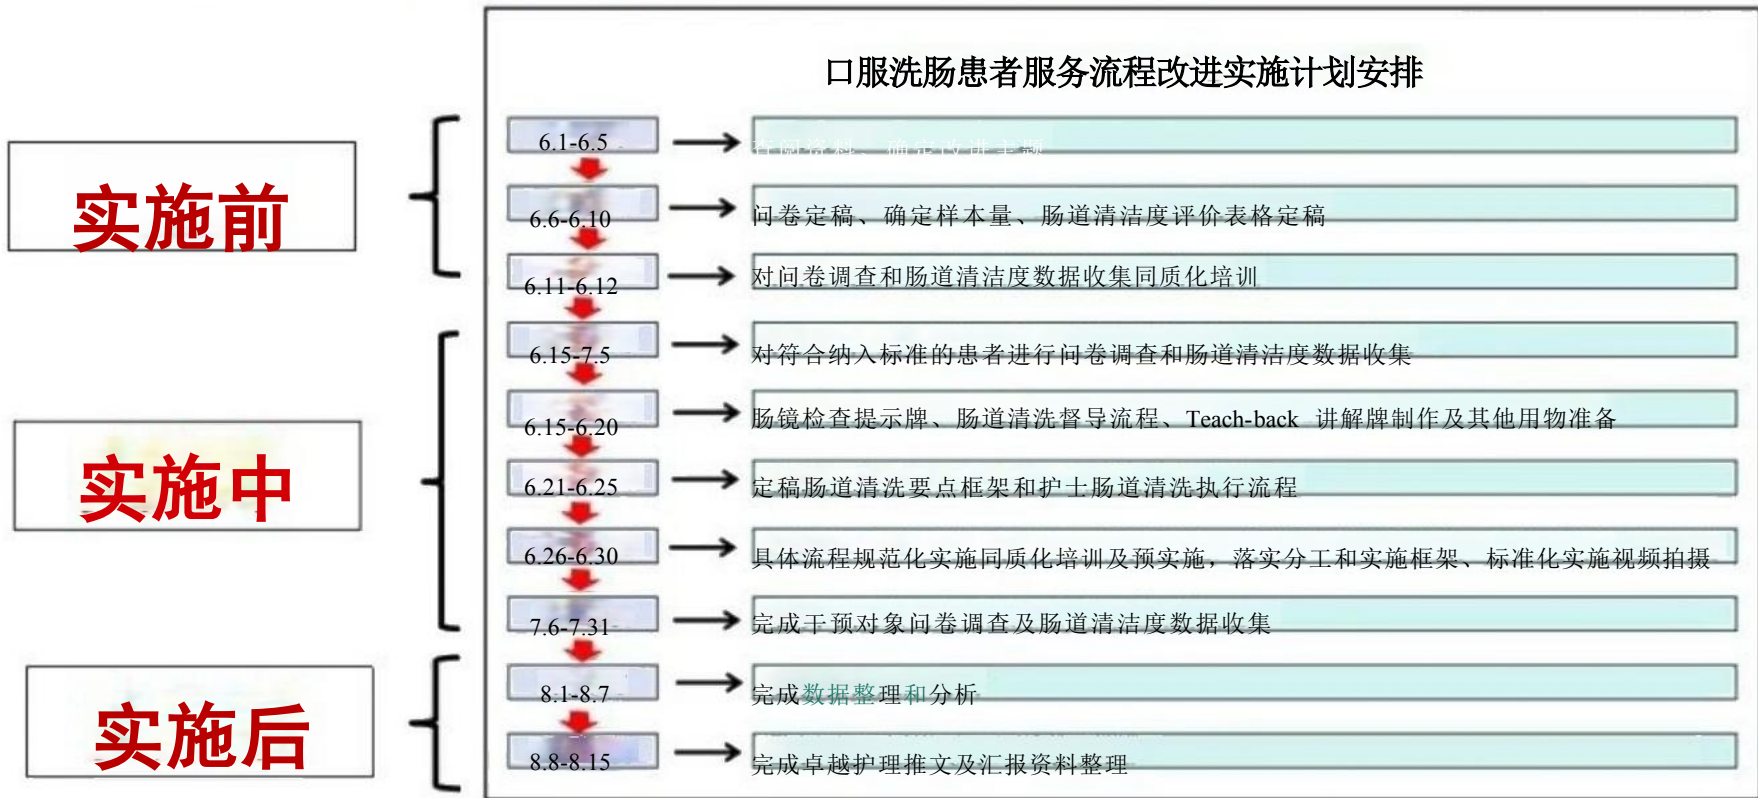 口服洗肠患者服务流程改进实施计划安排
实施前
6.1-6.5
查阅资料、确定改进主题
6.6-6.10
问卷定稿、确定样本量、肠道清洁度评价表格定稿
6.11-6.12
对问卷调查和肠道清洁度数据收集同质化培训
实施中
6.15-7.5
对符合纳入标准的患者进行问卷调查和肠道清洁度数据收集
6.15-6.20
肠镜检查提示牌、肠道清洗督导流程、Teach-back 讲解牌制作及其他用物准备
6.21-6.25
定稿肠道清洗要点框架和护士肠道清洗执行流程
6.26-6.30
具体流程规范化实施同质化培训及预实施，落实分工和实施框架、标准化实施视频拍摄
7.6-7.31
完成干预对象问卷调查及肠道清洁度数据收集
实施后
8.1-8.7
完成数据整理和分析
8.8-8.15
完成卓越护理推文及汇报资料整理